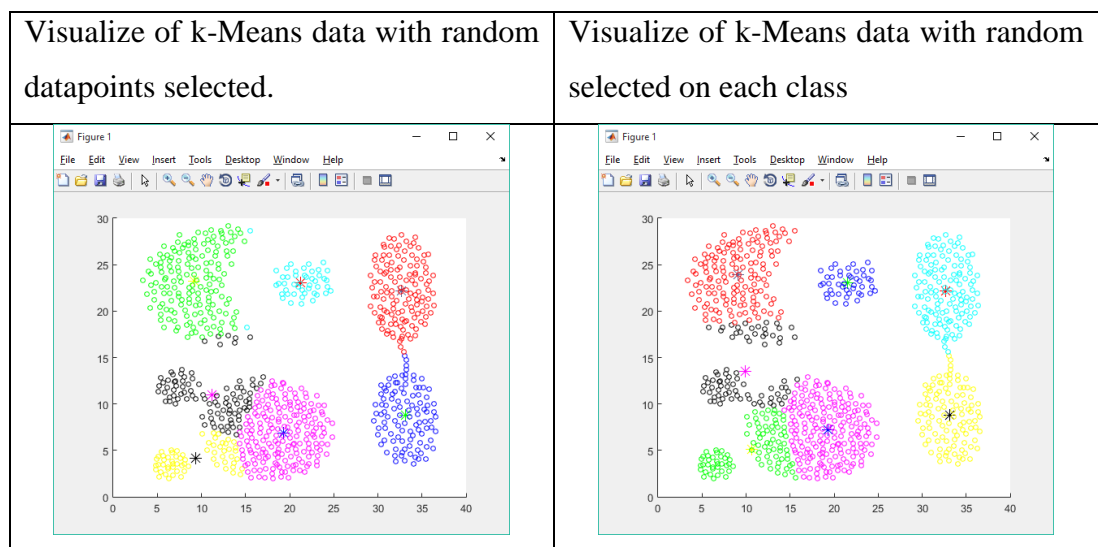 Visualize of k-Means data with random
datapoints selected.
Visualize of k-Means data with random
selected on each class
Figure 1
File Edit View Insert Tools Desktop Window Help
30
25
20
15
10
5
0
0 5 10 15 20 25 30 35 40
Figure 1
File Edit View Insert Tools Desktop Window Help
30
25
20
15
10
5
0
0 5 10 15 20 25 30 35 40